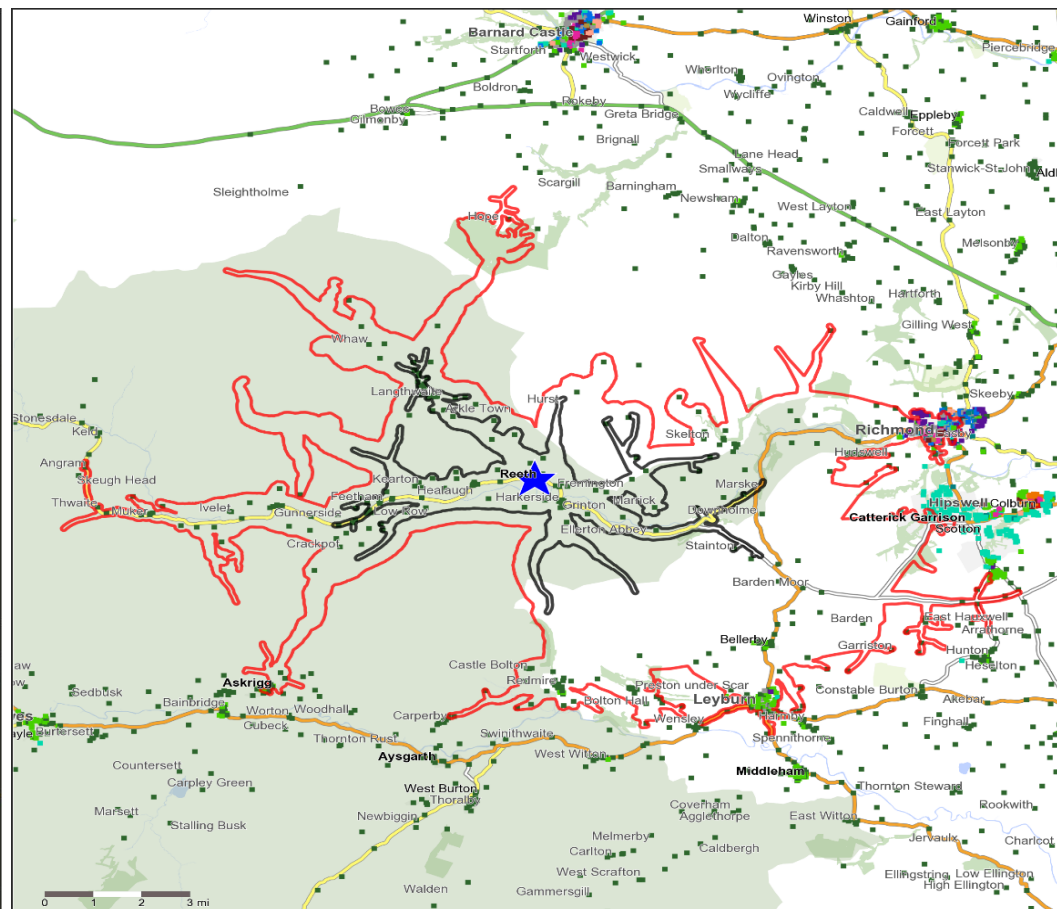 Winston
Gainford
Barnard Castle
Startforth
Westwick
Piercebridge
Whorlton
Ovington
Boldron
Wycliffe
Rokeby
Bowes
Gilmonby
Greta Bridge
Caldwell
Eppleby
Forcett
Brignall
Forcett Park
Lane Head
Smallways
Stanwick-St-John
Scargill
Barningham
Sleightholme
Newsham
West Layton
East Layton
Hope
Dalton
Melsonby
Ravensworth
Gayles
Kirby Hill
Whashton
Hartforth
Gilling West
Whaw
Langthwaite
Skeeby
Hurst
Arkle Town
Stonesdale
Keld
Richmond
Easby
Skelton
Hudswell
Angram
Reeth
Skeugh Head
Kearton
Fremington
Marske
Healaugh
Feetham
Harkerside
Marrick
Hipswell
Colburn
Thwaite
Muker
Ivelet
Gunnerside
Low Row
Grinton
Downholme
Catterick Garrison
Scotton
Ellerton Abbey
Crackpot
Stainton
Barden Moor
Barden
East Hauxwell
Arrathorne
Bellerby
Garriston
Hunton
Heselton
Castle Bolton
Redmire
Preston under Scar
Askrigg
Constable Burton
Sedbusk
Bainbridge
Bolton Hall
Leyburn
Akebar
Worton
Woodhall
Carperby
Wensley
Harmby
Finghall
Burtersett
Cubeck
Thornton Rust
Swinithwaite
Spennithorne
Aysgarth
West Witton
Countersett
Middleham
Carpley Green
West Burton
Thoralby
Thornton Steward
Marsett
Newbiggin
Coverham
Agglethorpe
East Witton
Rookwith
Stalling Busk
Melmerby
Jervaulx
Charlcot
Carlton
Caldbergh
West Scrafton
Ellingstring
Low Ellington
High Ellington
Walden
Gammersgill
0 1 2 3 mi